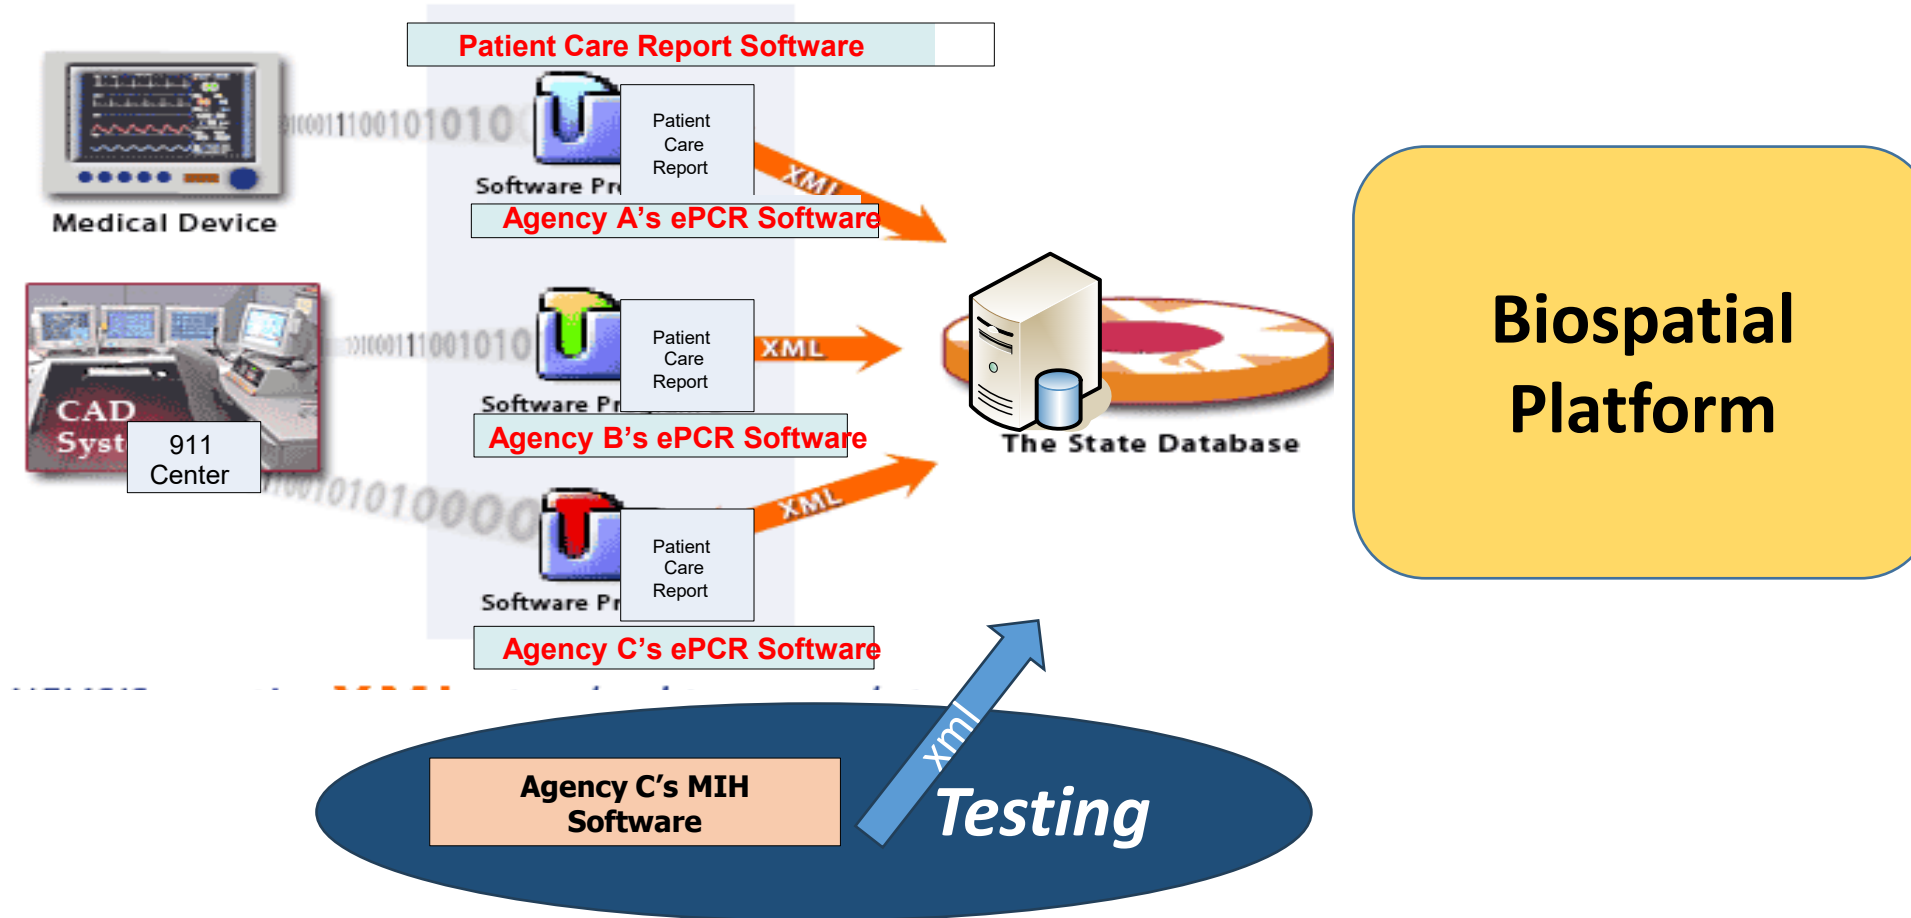 Patient Care Report Software
100011100101010
Patient
Care
Report
XML
Software Pr
Medical Device
Agency A's ePCR Software
CAD
Syst
911
Center
XML
Patient
Care
Report
Software Pr
Agency B's ePCR Software
The State Database
Biospatial
Platform
XML
Patient
Care
Report
Software Pr
Agency C's ePCR Software
xml
Agency C's MIH
Software
Testing